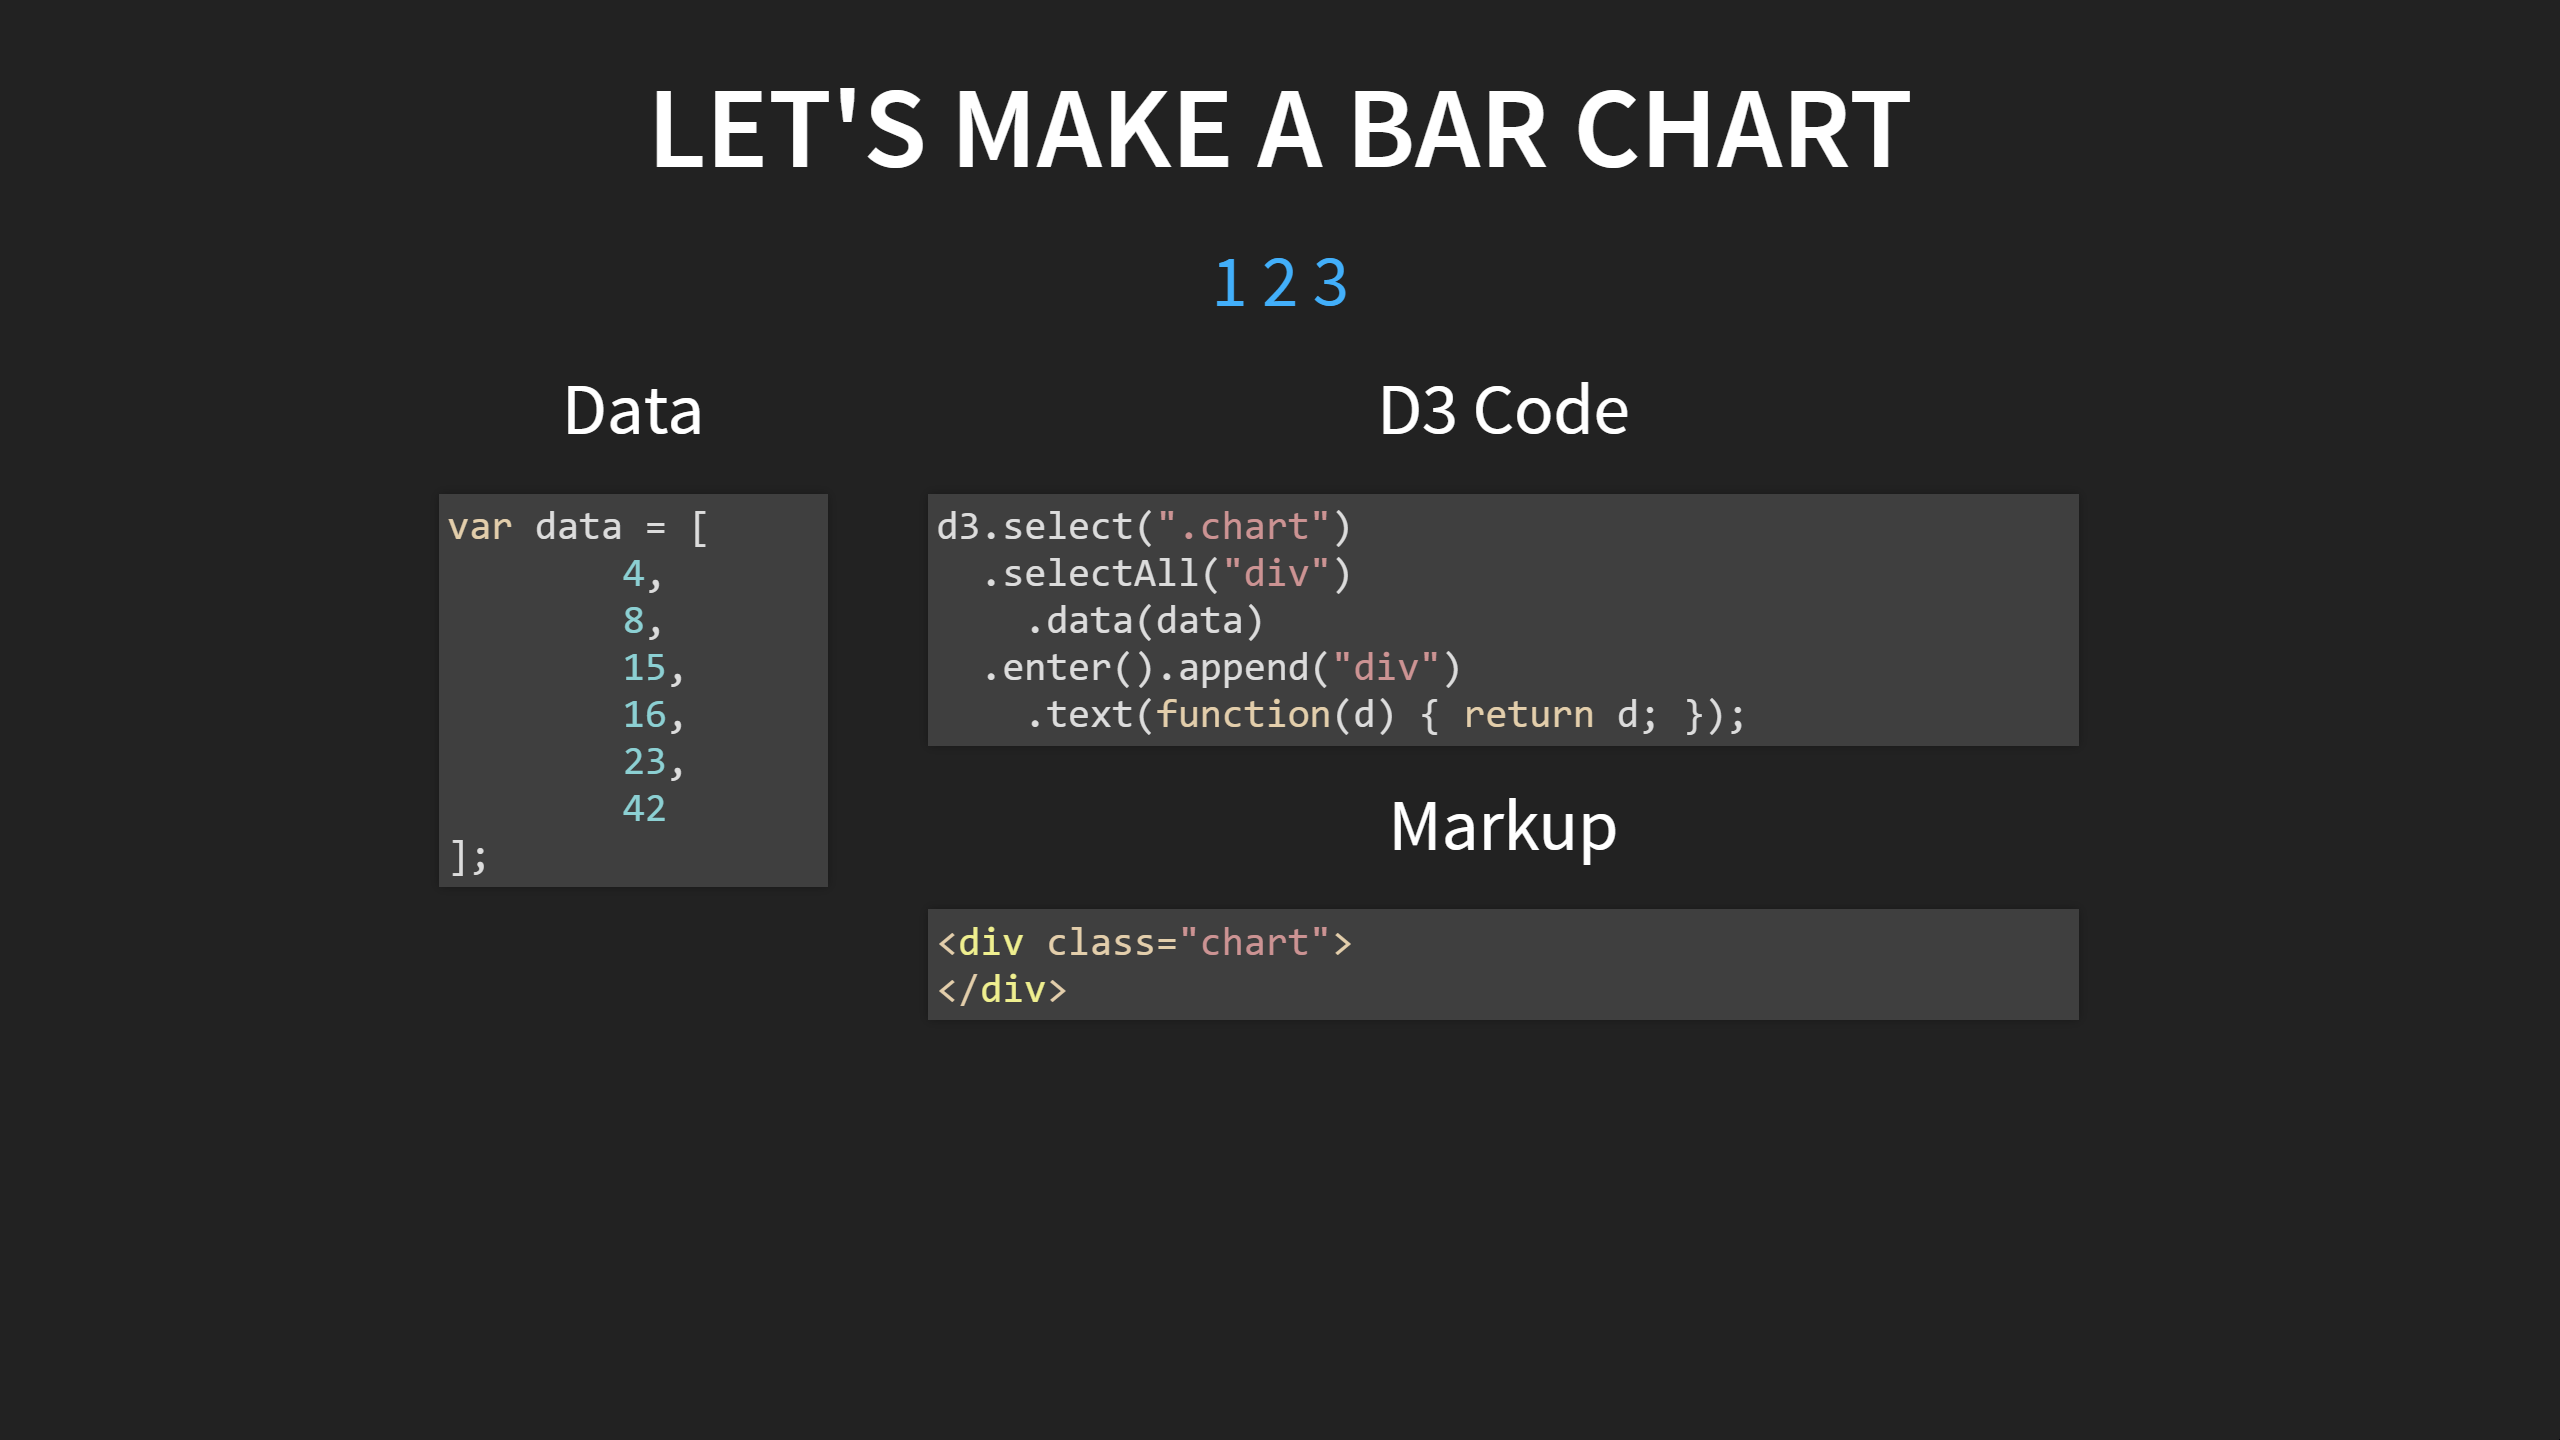 LET'S MAKE A BAR CHART
1 2 3
Data
var data = [
        4,
        8,
        15,
        16,
        23,
        42
];
D3 Code
d3.select(".chart")
  .selectAll("div")
    .data(data)
  .enter().append("div")
    .text(function(d) { return d; });
Markup
<div class="chart">
</div>